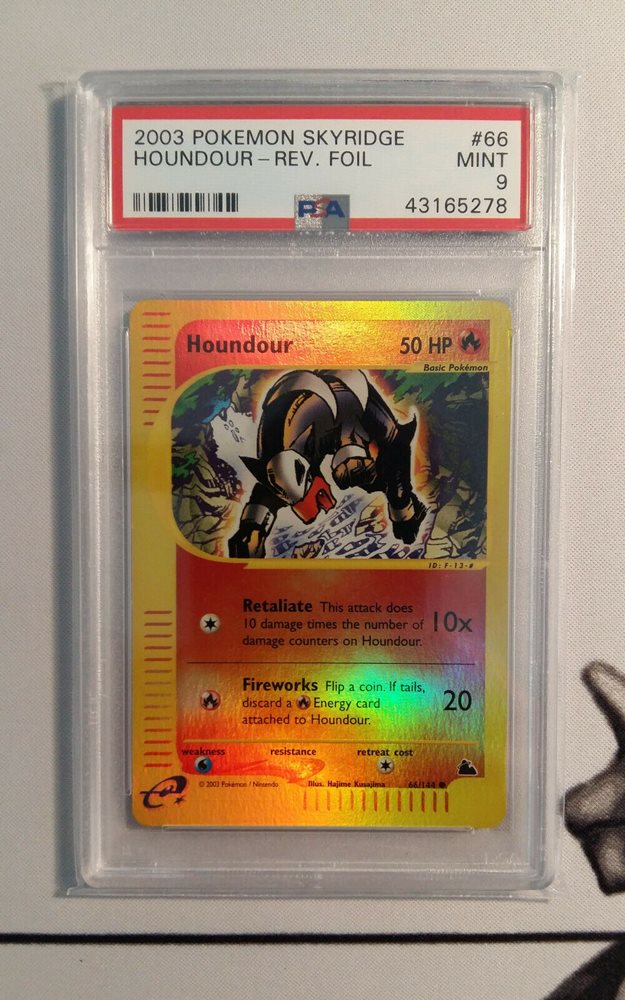 2003 POKEMON SKYRIDGE #66
HOUNDOUR – REV. FOIL MINT
9
PSA 43165278
Houndour 50 HP
Basic Pokémon
ID: F-13-#
Retaliate This attack does
10 damage times the number of
damage counters on Houndour.
10x
Fireworks Flip a coin. If tails,
discard a Energy card
attached to Houndour.
20
weakness resistance retreat cost
© 2003 Pokémon / Nintendo Illus. Hajime Kusajima 66/144
e